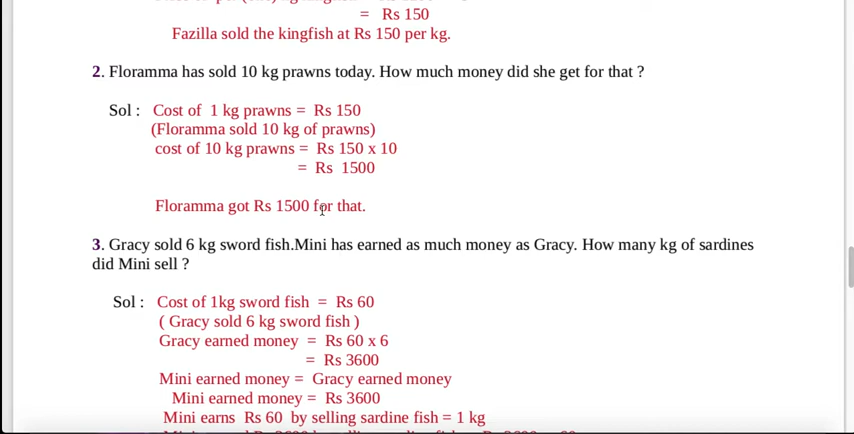 = Rs 150
Fazilla sold the kingfish at Rs 150 per kg.
2. Floramma has sold 10 kg prawns today. How much money did she get for that ?
Sol : Cost of 1 kg prawns = Rs 150
(Floramma sold 10 kg of prawns)
cost of 10 kg prawns = Rs 150 x 10
= Rs 1500
Floramma got Rs 1500 for that.
3. Gracy sold 6 kg sword fish.Mini has earned as much money as Gracy. How many kg of sardines
did Mini sell ?
Sol : Cost of 1kg sword fish = Rs 60
( Gracy sold 6 kg sword fish )
Gracy earned money = Rs 60 x 6
= Rs 3600
Mini earned money = Gracy earned money
Mini earned money = Rs 3600
Mini earns Rs 60 by selling sardine fish = 1 kg